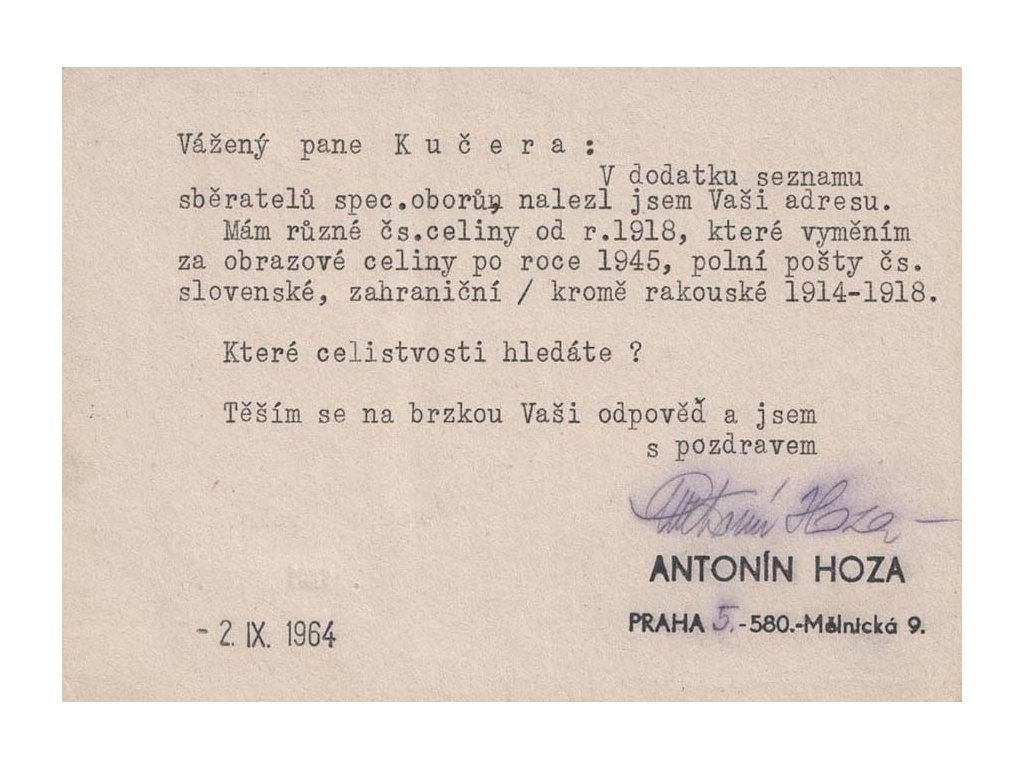 Vážený pane K u č e r a :
V dodatku seznamu
sběratelů spec.oborů, nalezl jsem Vaši adresu.
Mám různé čs.celiny od r.1918, které vyměním
za obrazové celiny po roce 1945, polní pošty čs.
slovenské, zahraniční / kromě rakouské 1914-1918.
Které celistvosti hledáte ?
Těším se na brzkou Vaši odpověď a jsem
s pozdravem
Antonín Hoza
ANTONÍN HOZA
PRAHA 5.-580.-Mělnická 9.
- 2. IX. 1964